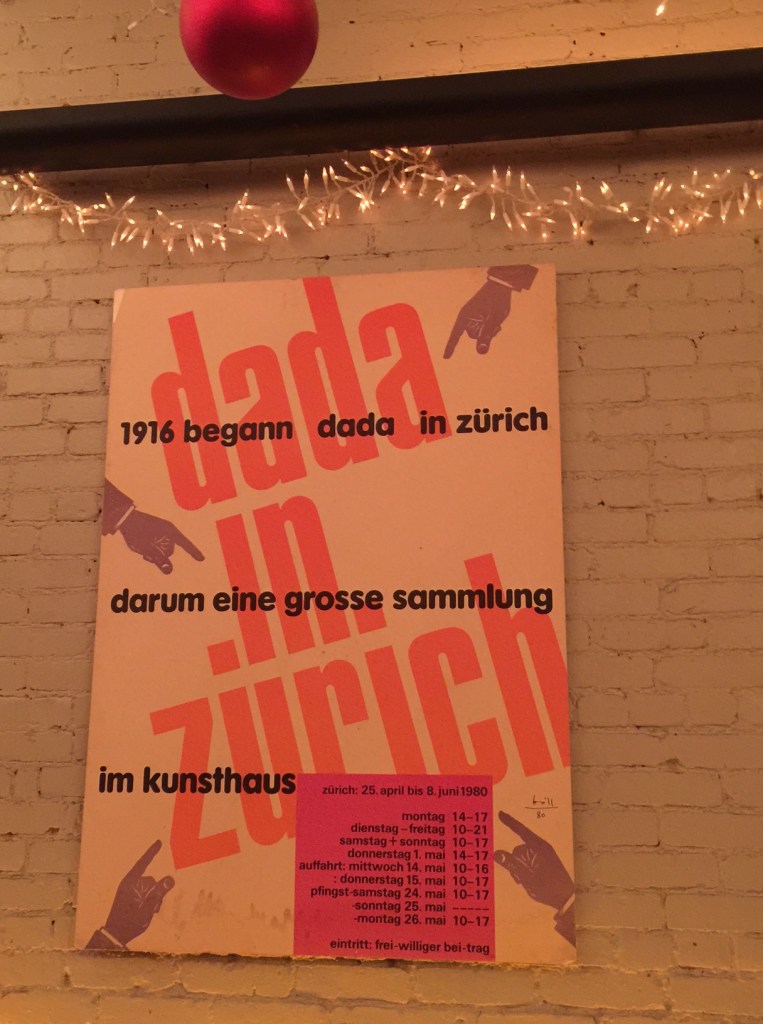 dada
1916 begann dada in zürich
in
darum eine grosse sammlung
zürich
im kunsthaus
zürich: 25. april bis 8. juni 1980
montag 14–17
dienstag–freitag 10–21
samstag+sonntag 10–17
donnerstag 1. mai 14–17
auffahrt: mittwoch 14. mai 10–16
: donnerstag 15. mai 10–17
pfingst-samstag 24. mai 10–17
-sonntag 25. mai –––––
-montag 26. mai 10–17
eintritt: frei-williger bei-trag
80